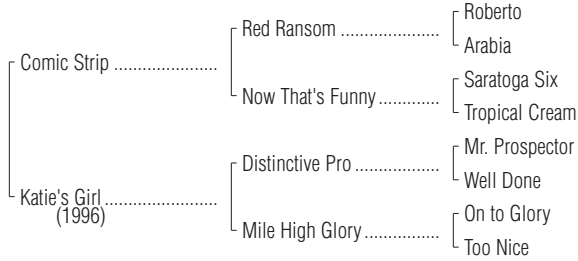 Roberto
Red Ransom ....................
Arabia
Comic Strip ......................
Saratoga Six
Now That's Funny .............
Tropical Cream
Mr. Prospector
Distinctive Pro ..................
Well Done
Katie's Girl ........................
(1996)
On to Glory
Mile High Glory ................
Too Nice